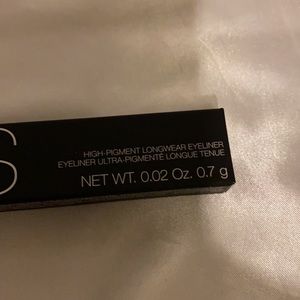 S
HIGH-PIGMENT LONGWEAR EYELINER
EYELINER ULTRA-PIGMENTÉ LONGUE TENUE
NET WT. 0.02 Oz. 0.7 g